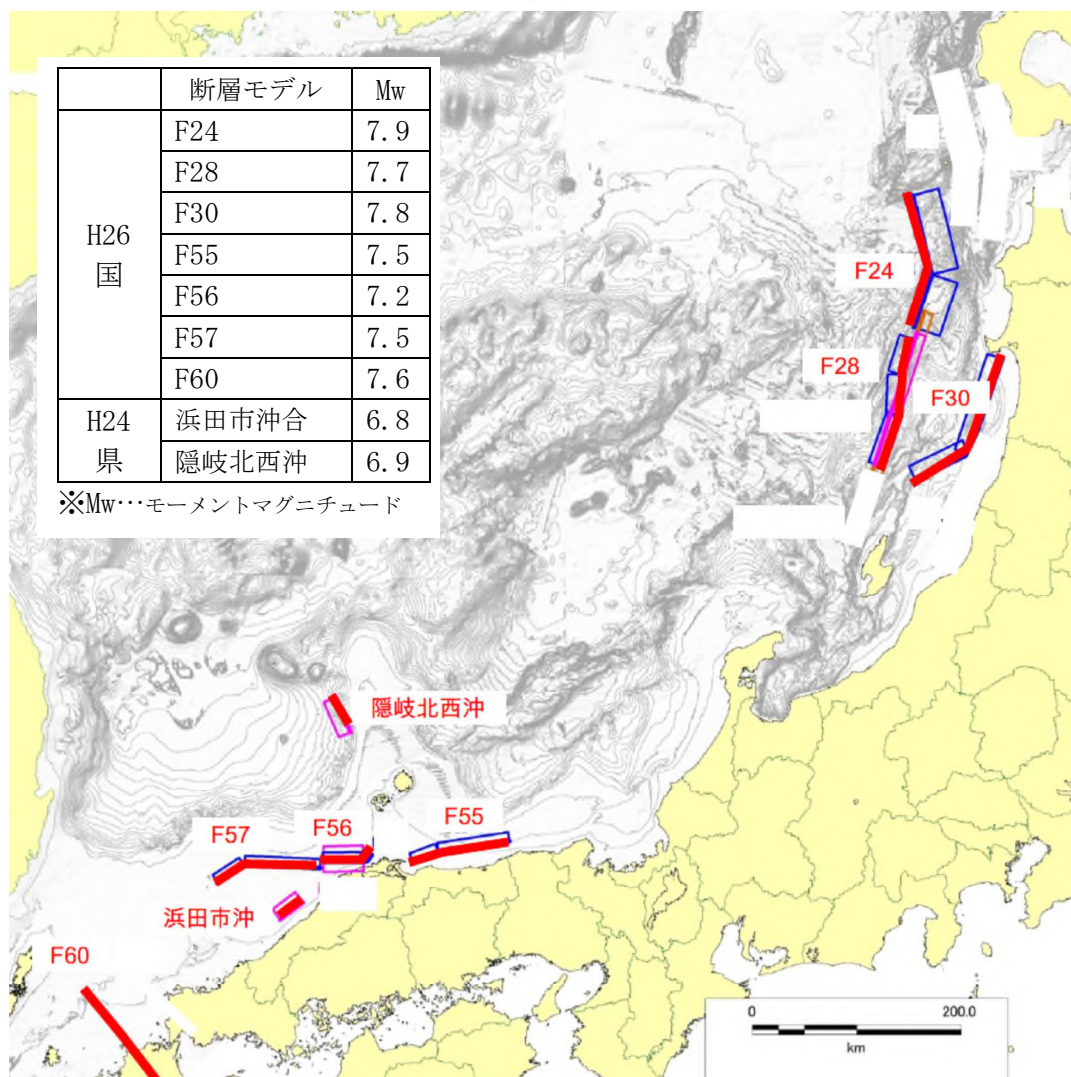 断層モデル Mw
H26
国
F24 7.9
F28 7.7
F30 7.8
F55 7.5
F56 7.2
F57 7.5
F60 7.6
H24
県
浜田市沖合 6.8
隠岐北西沖 6.9
※Mw…モーメントマグニチュード
F24
F28
F30
隠岐北西沖
F55
F56
F57
浜田市沖
F60
0 200.0
km